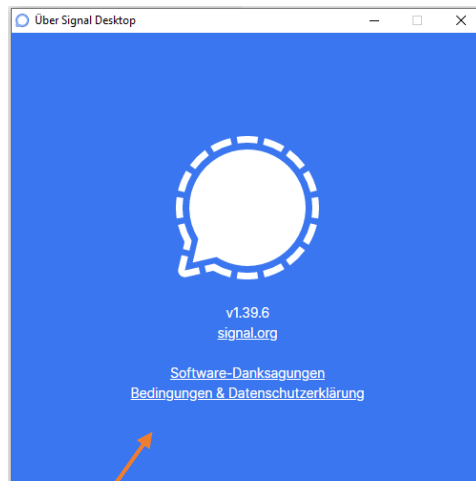 Über Signal Desktop
v1.39.6
signal.org
Software-Danksagungen
Bedingungen & Datenschutzerklärung